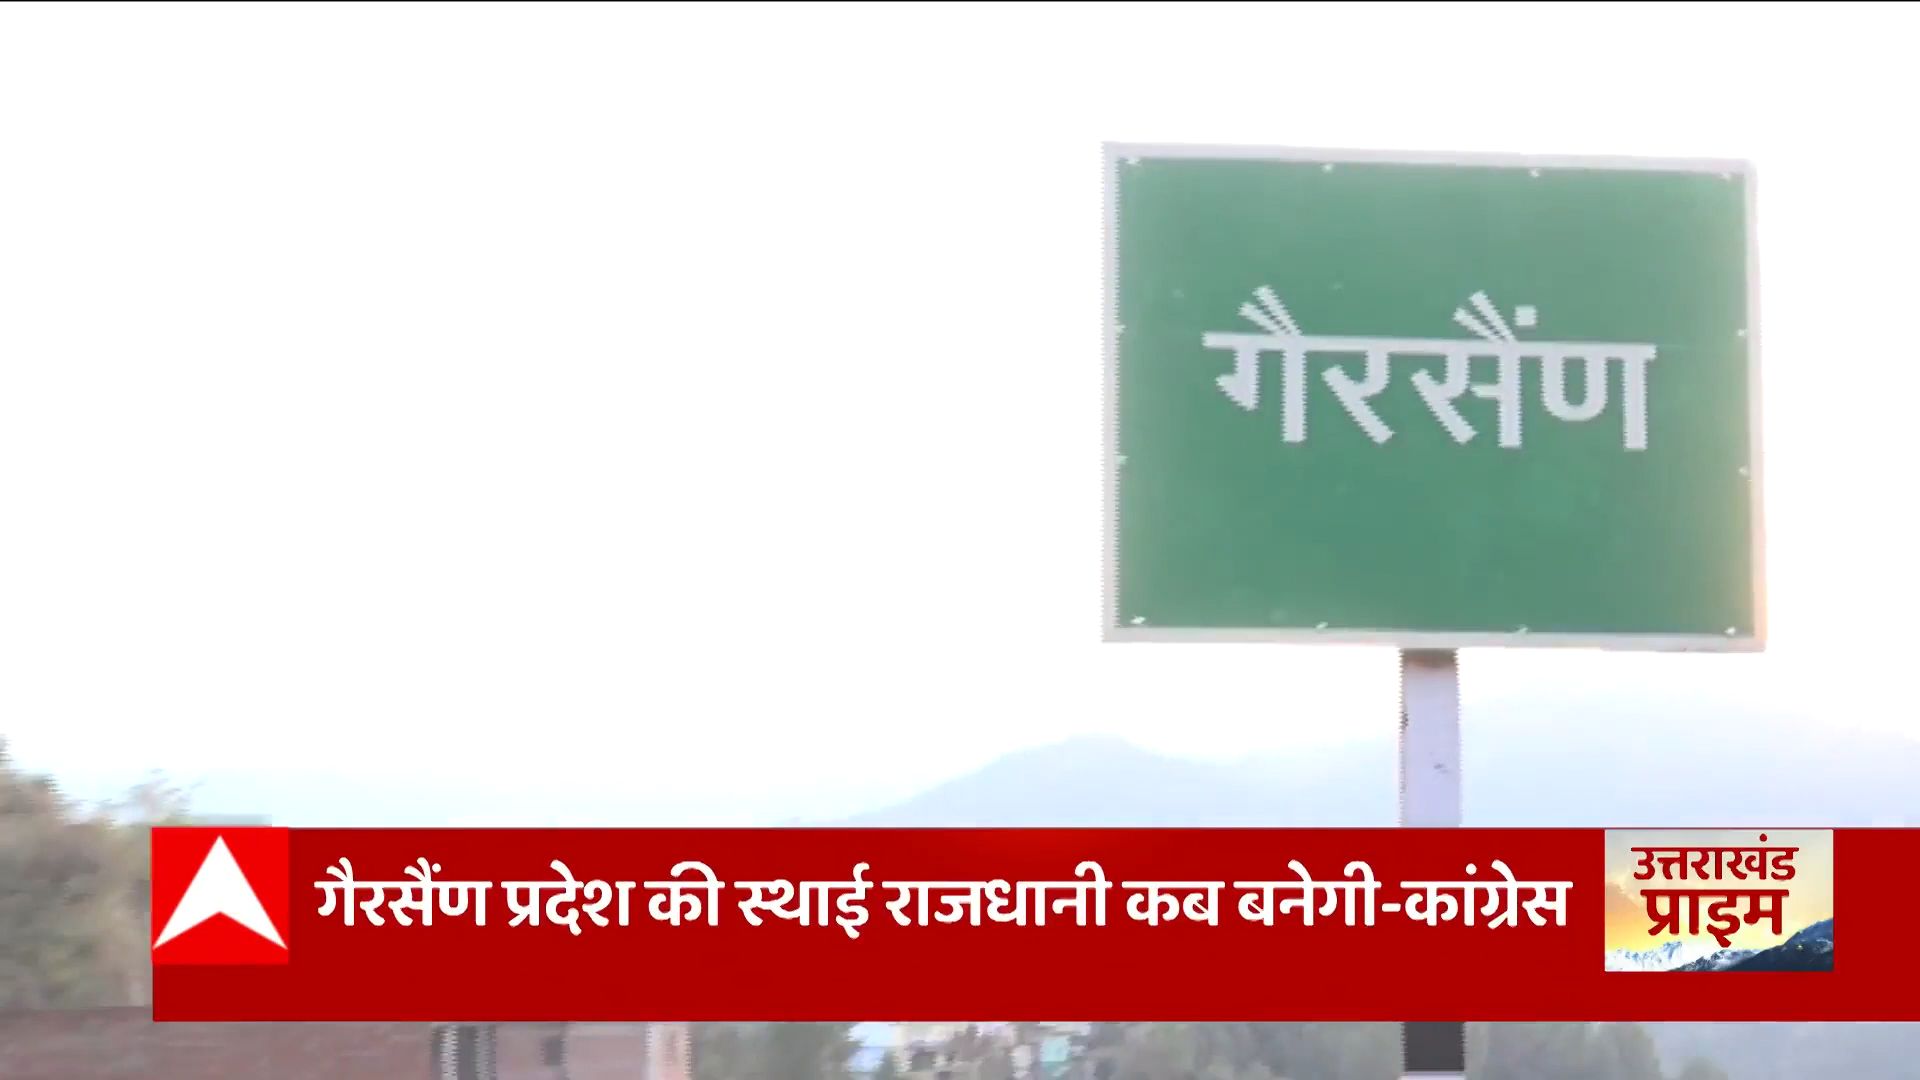 गैरसैंण
गैरसैंण प्रदेश की स्थाई राजधानी कब बनेगी-कांग्रेस
उत्तराखंड
प्राइम